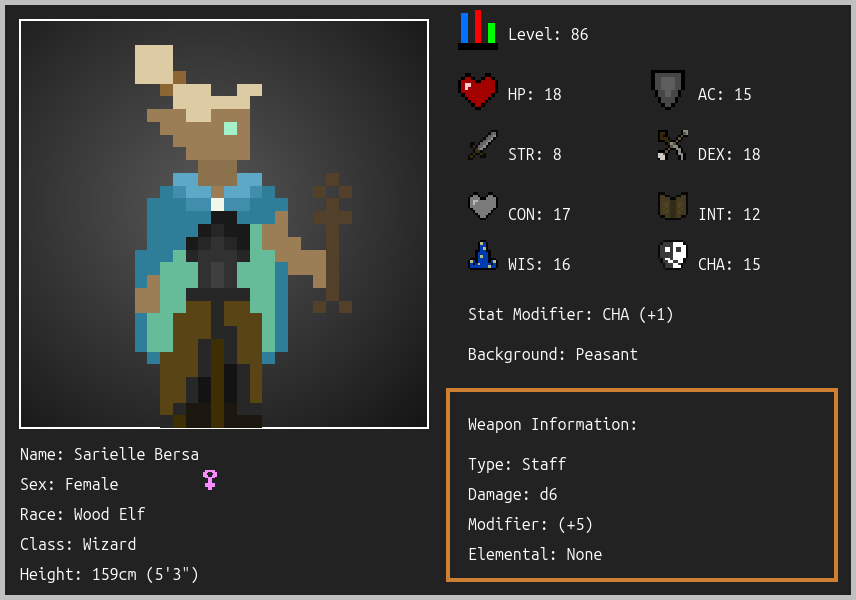 Level: 86
HP: 18
AC: 15
STR: 8
DEX: 18
CON: 17
INT: 12
WIS: 16
CHA: 15
Stat Modifier: CHA (+1)
Background: Peasant
Weapon Information:
Type: Staff
Damage: d6
Modifier: (+5)
Elemental: None
Name: Sarielle Bersa
Sex: Female
Race: Wood Elf
Class: Wizard
Height: 159cm (5'3")